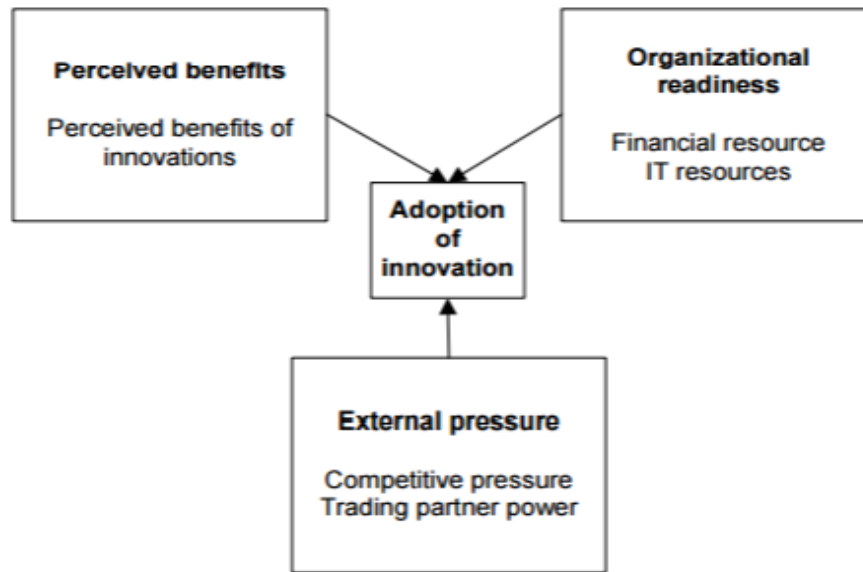 Perceived benefits
Perceived benefits of
innovations
Organizational
readiness
Financial resource
IT resources
Adoption
of
innovation
External pressure
Competitive pressure
Trading partner power